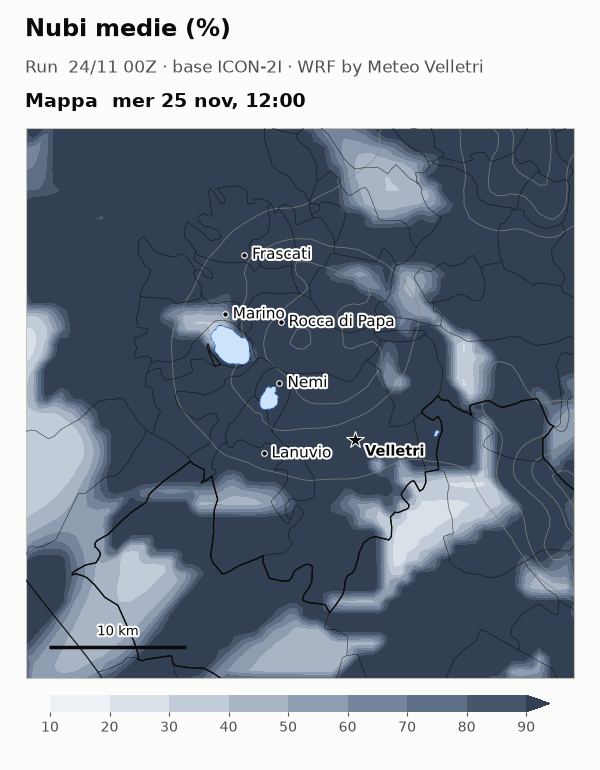 Nubi medie (%)
Run  24/11 00Z · base ICON-2I · WRF by Meteo Velletri
Mappa  mer 25 nov, 12:00
Frascati
Marino
Rocca di Papa
Nemi
Velletri
Lanuvio
10 km
10 20 30 40 50 60 70 80 90